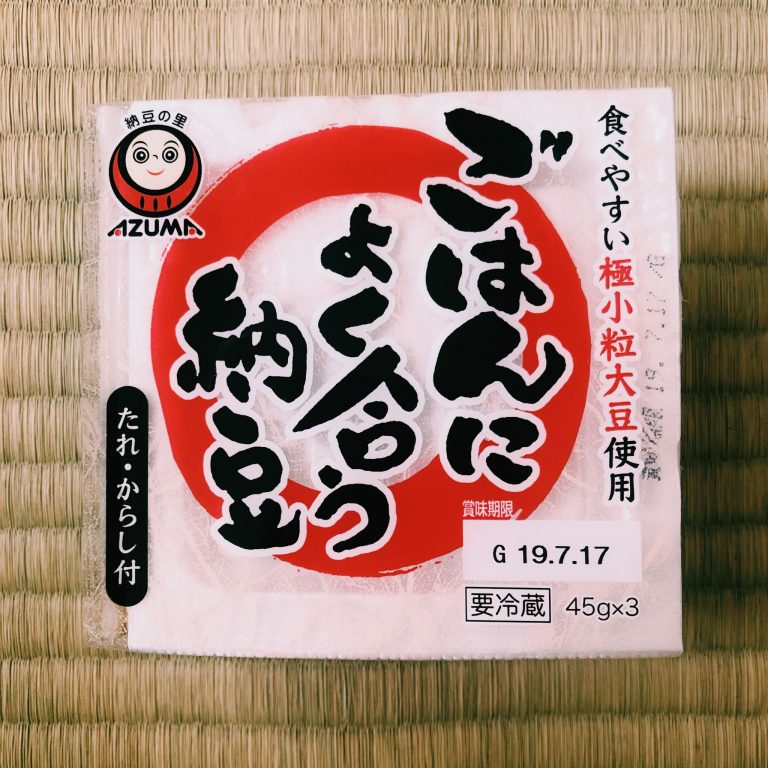 食べやすい極小粒大豆使用
ごはんに
よく合う
納豆
納豆の里
AZUMA
たれ・からし付
賞味期限
G 19.7.17
要冷蔵 45g×3